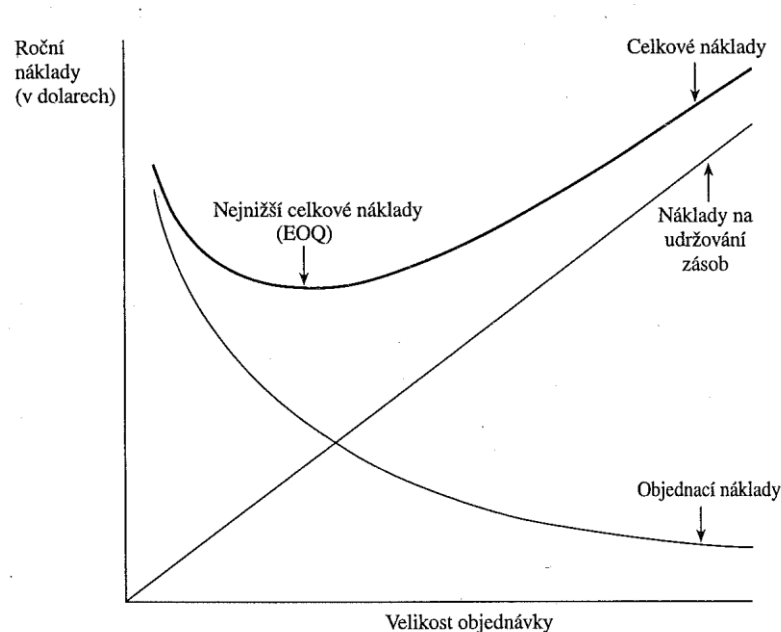 Roční
náklady
(v dolarech)
Celkové náklady
Nejnižší celkové náklady
(EOQ)
Náklady na
udržování
zásob
Objednací náklady
Velikost objednávky